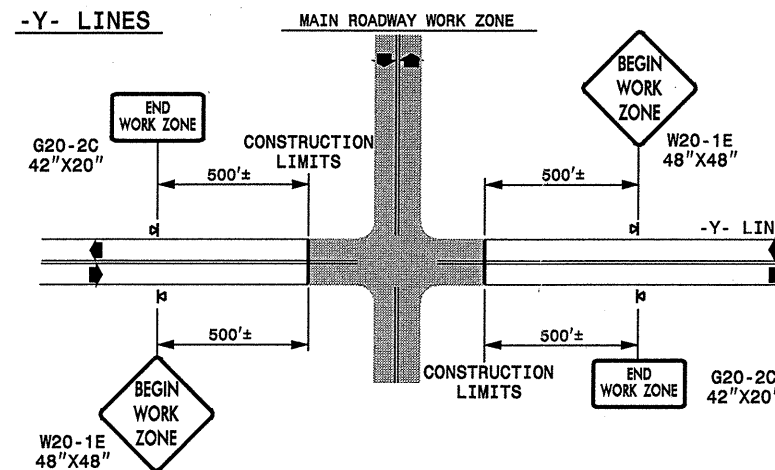 -Y- LINES
MAIN ROADWAY WORK ZONE
END
WORK ZONE
G20-2C
42"X20"
CONSTRUCTION
LIMITS
500'±
500'±
BEGIN
WORK
ZONE
W20-1E
48"X48"
-Y- LIN
500'±
500'±
CONSTRUCTION
LIMITS
BEGIN
WORK
ZONE
W20-1E
48"X48"
END
WORK ZONE
G20-2C
42"X20"